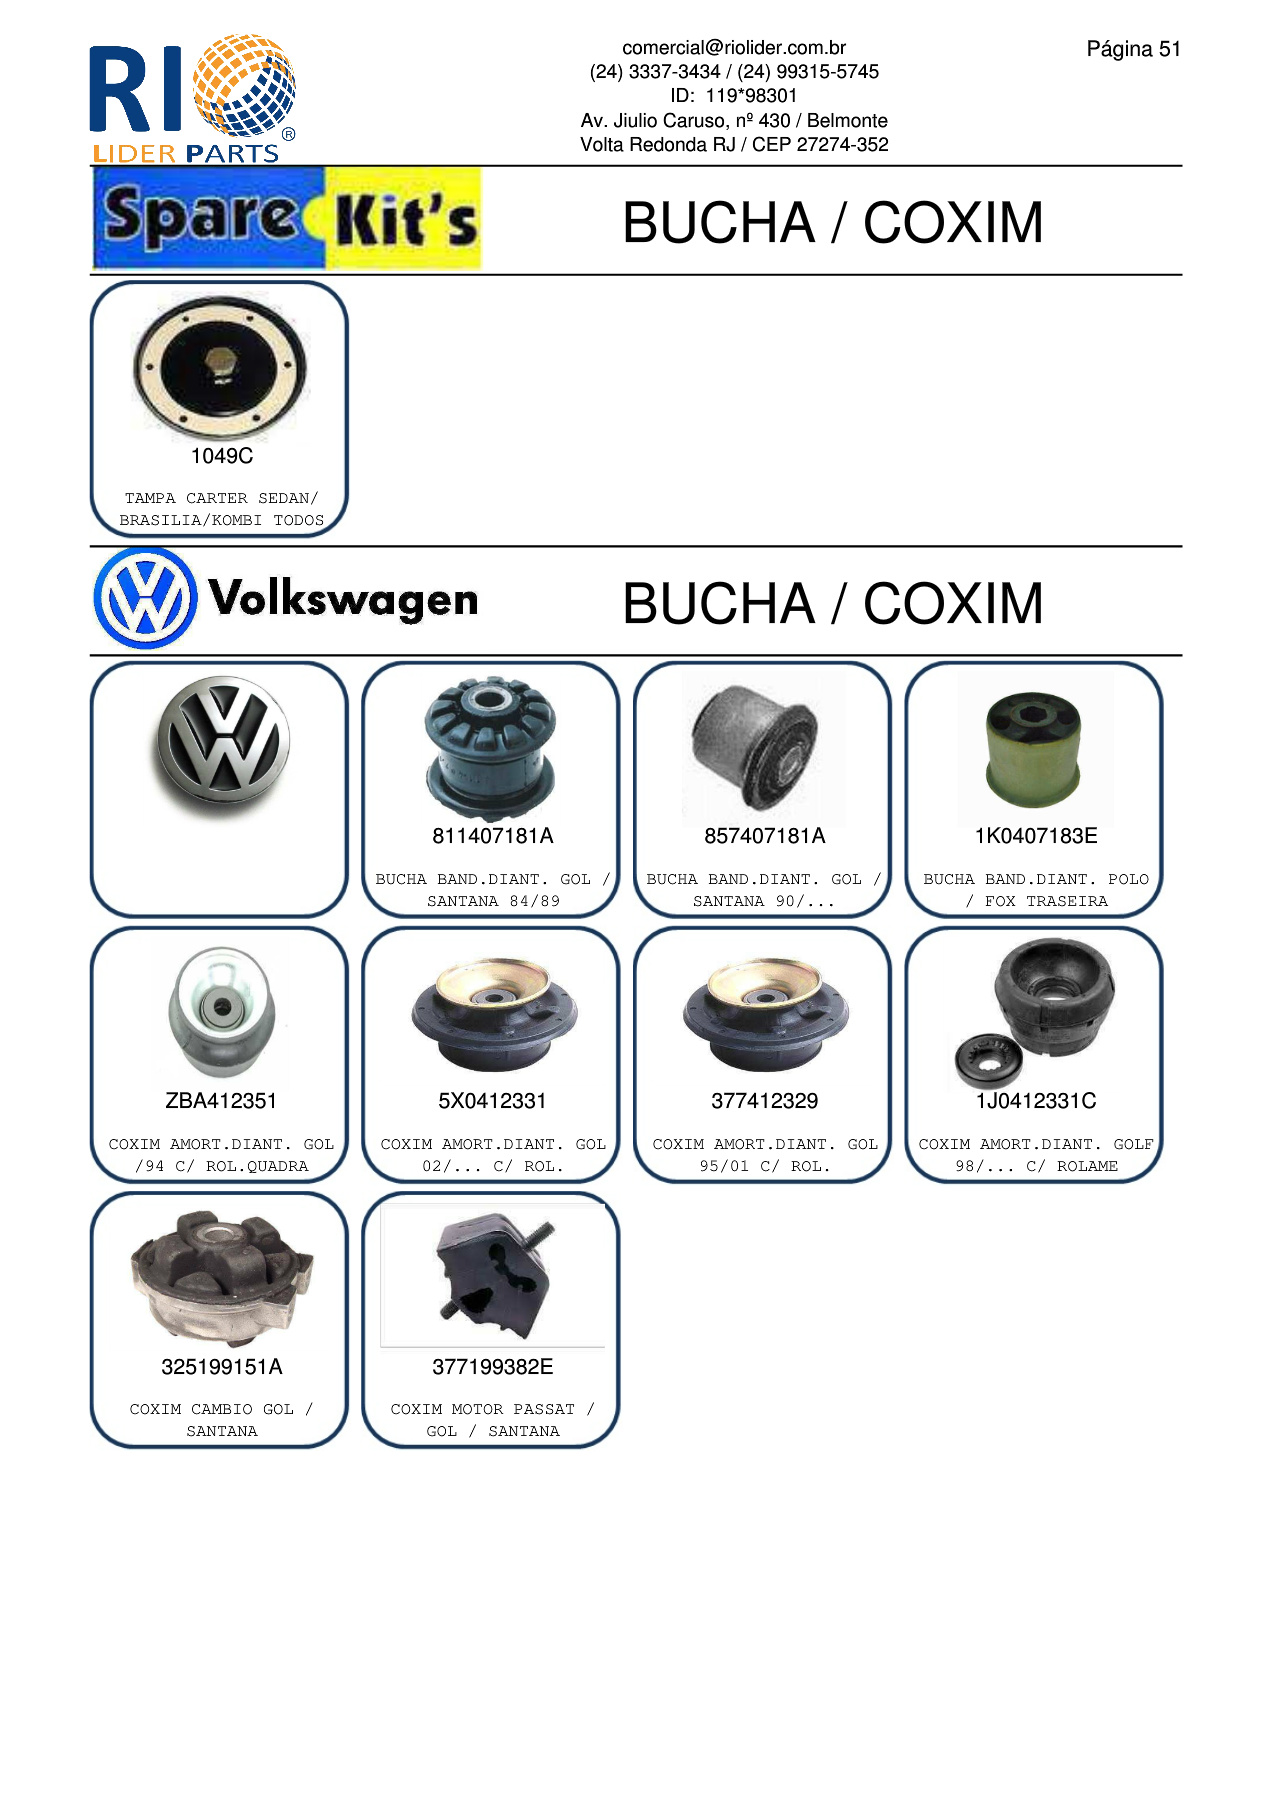 RIO
LIDER PARTS ®
comercial@riolider.com.br
(24) 3337-3434 / (24) 99315-5745
ID: 119*98301
Av. Jiulio Caruso, nº 430 / Belmonte
Volta Redonda RJ / CEP 27274-352
Página 51
Spare Kit's
BUCHA / COXIM
1049C
TAMPA CARTER SEDAN/
BRASILIA/KOMBI TODOS
Volkswagen
BUCHA / COXIM
811407181A
BUCHA BAND.DIANT. GOL /
SANTANA 84/89
857407181A
BUCHA BAND.DIANT. GOL /
SANTANA 90/...
1K0407183E
BUCHA BAND.DIANT. POLO
/ FOX TRASEIRA
ZBA412351
COXIM AMORT.DIANT. GOL
/94 C/ ROL.QUADRA
5X0412331
COXIM AMORT.DIANT. GOL
02/... C/ ROL.
377412329
COXIM AMORT.DIANT. GOL
95/01 C/ ROL.
1J0412331C
COXIM AMORT.DIANT. GOLF
98/... C/ ROLAME
325199151A
COXIM CAMBIO GOL /
SANTANA
377199382E
COXIM MOTOR PASSAT /
GOL / SANTANA